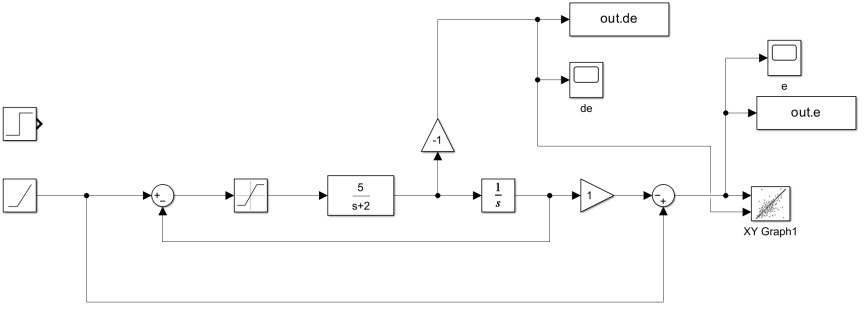 out.de
de
e
out.e
-1
+
−
5
s+2
1
s
1
−
+
XY Graph1